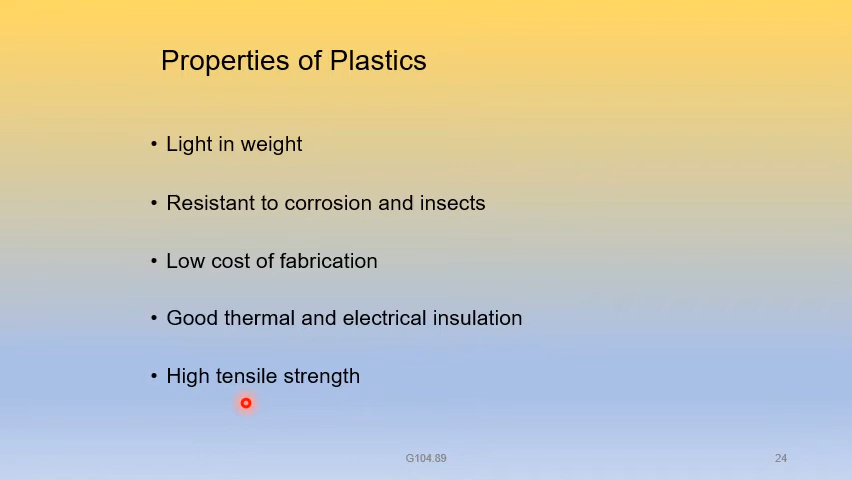 Properties of Plastics
• Light in weight
• Resistant to corrosion and insects
• Low cost of fabrication
• Good thermal and electrical insulation
• High tensile strength
G104.89
24